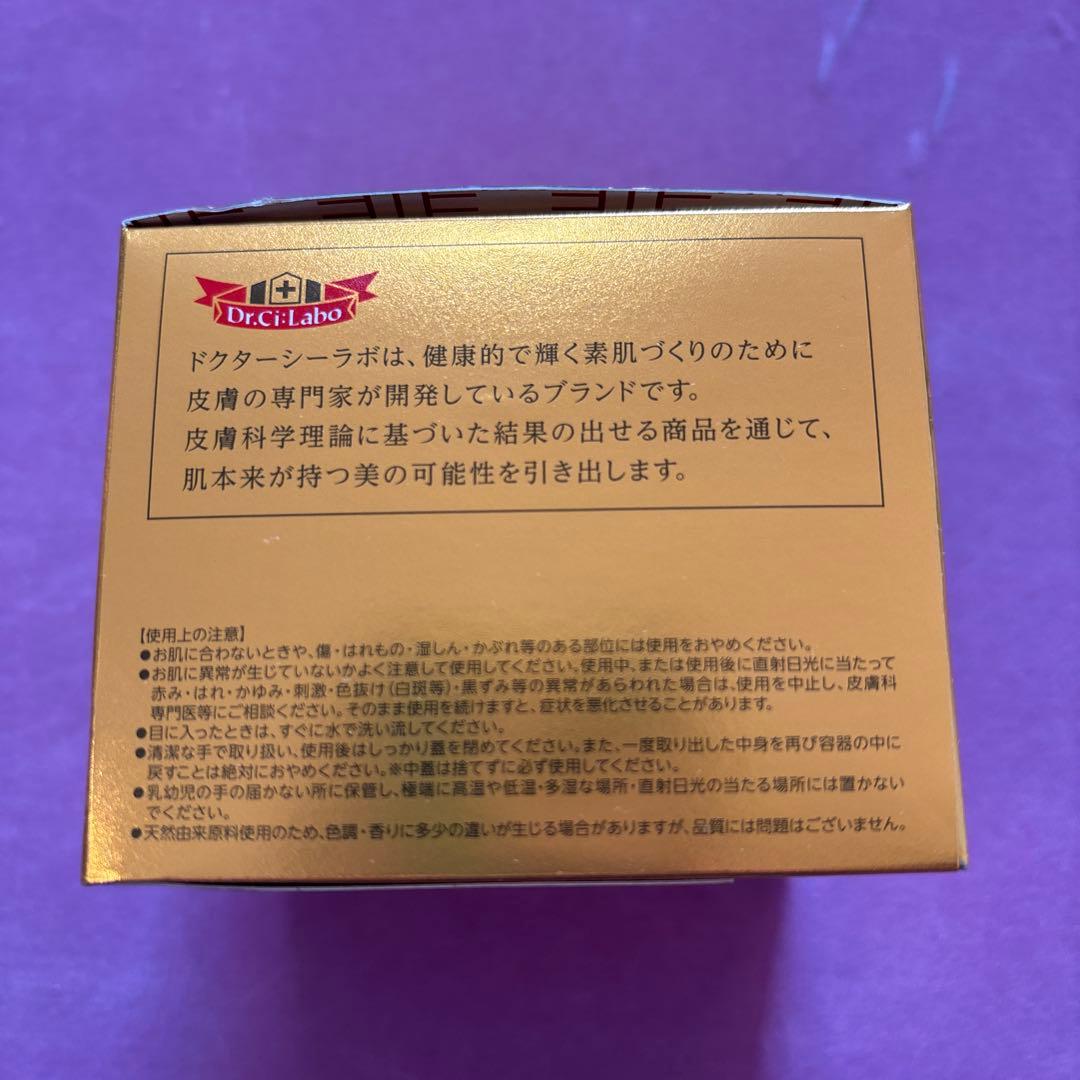 Dr.Ci:Labo
ドクターシーラボは、健康的で輝く素肌づくりのために
皮膚の専門家が開発しているブランドです。
皮膚科学理論に基づいた結果の出せる商品を通じて、
肌本来が持つ美の可能性を引き出します。
【使用上の注意】
●お肌に合わないときや、傷・はれもの・湿しん・かぶれ等のある部位には使用をおやめください。
●お肌に異常が生じていないかよく注意して使用してください。使用中、または使用後に直射日光に当たって
赤み・はれ・かゆみ・刺激・色抜け（白斑等）・黒ずみ等の異常があらわれた場合は、使用を中止し、皮膚科
専門医等にご相談ください。そのまま使用を続けますと、症状を悪化させることがあります。
●目に入ったときは、すぐに水で洗い流してください。
●清潔な手で取り扱い、使用後はしっかり蓋を閉めてください。また、一度取り出した中身を再び容器の中に
戻すことは絶対におやめください。※中蓋は捨てずに必ず使用してください。
●乳幼児の手の届かない所に保管し、極端に高温や低温・多湿な場所・直射日光の当たる場所には置かない
でください。
●天然由来原料使用のため、色調・香りに多少の違いが生じる場合がありますが、品質には問題はございません。